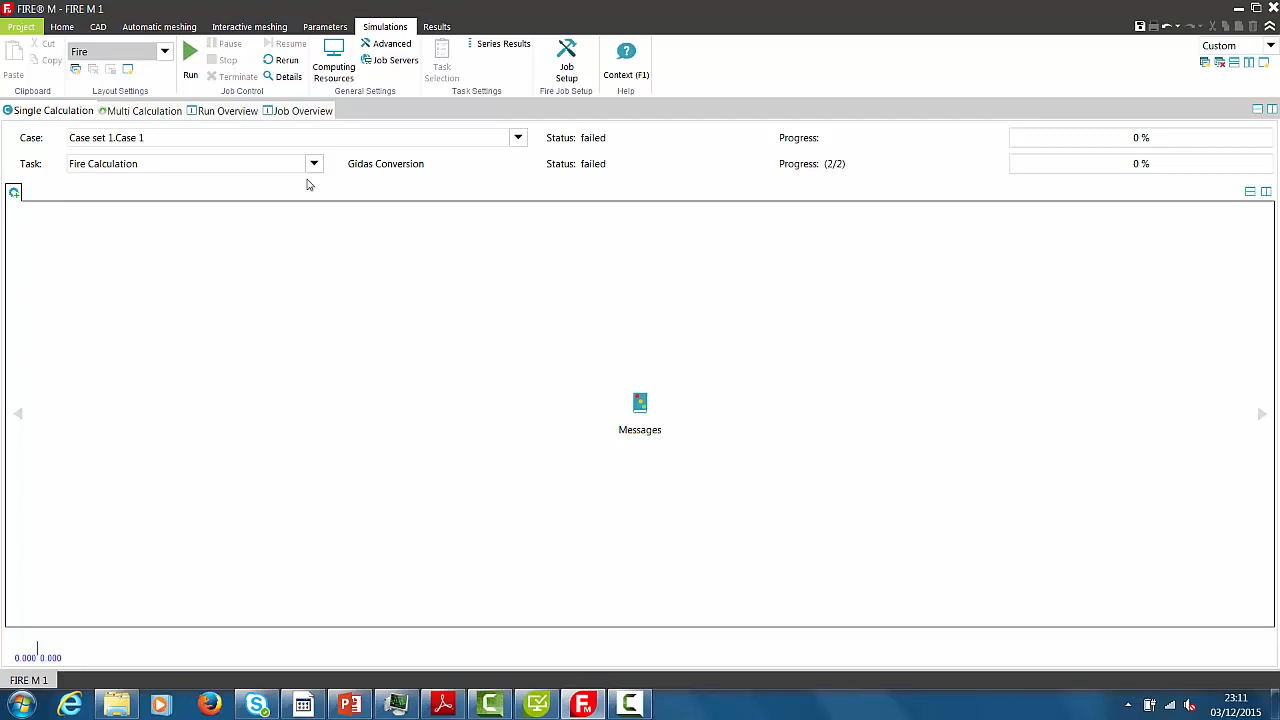 FIRE® M - FIRE M 1
Project Home CAD Automatic meshing Interactive meshing Parameters Simulations Results
Paste
Cut
Copy
Clipboard
Fire
Layout Settings
Run
Pause
Stop
Terminate
Resume
Rerun
Details
Job Control
Computing Resources
Advanced
Job Servers
General Settings
Task Selection
Series Results
Task Settings
Job Setup
Fire Job Setup
Context (F1)
Help
Custom
Single Calculation Multi Calculation Run Overview Job Overview
Case: Case set 1.Case 1 Status: failed Progress: 0 %
Task: Fire Calculation Gidas Conversion Status: failed Progress: (2/2) 0 %
Messages
0.000 0.000
FIRE M 1
23:11
03/12/2015